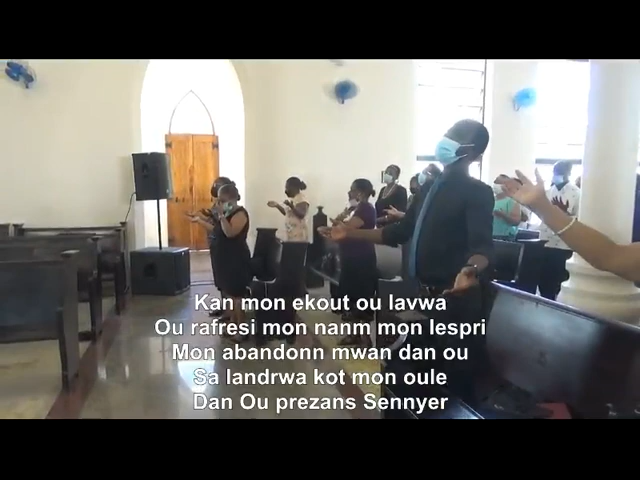 Kan mon ekout ou lavwa
Ou rafresi mon nanm mon lespri
Mon abandonn mwan dan ou
Sa landrwa kot mon oule
Dan Ou prezans Sennyer